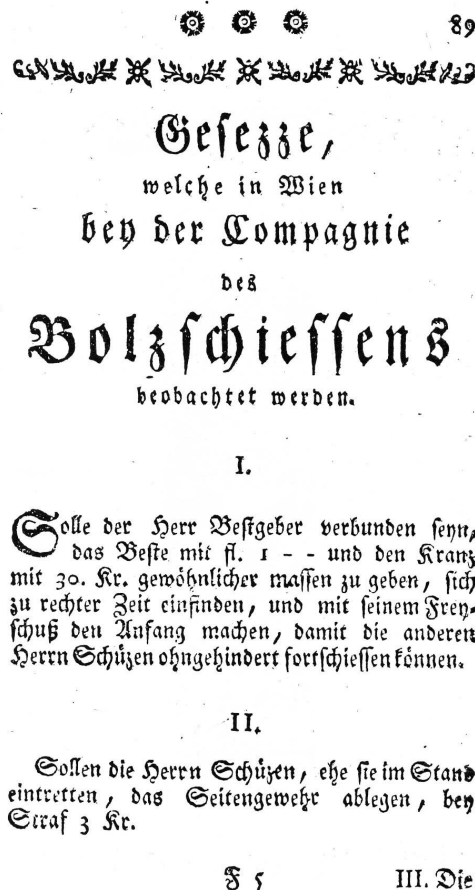 89
Gesezze,
welche in Wien
bey der Compagnie
des
Bolzschiessens
beobachtet werden.
I.
Solle der Herr Bestgeber verbunden seyn,
das Beste mit fl. 1 - - und den Kranz
mit 30. Kr. gewöhnlicher massen zu geben, sich
zu rechter Zeit einfinden, und mit seinem Frey-
schuß den Anfang machen, damit die anderen
Herrn Schüzen ohngehindert fortschiessen können.
II.
Sollen die Herrn Schüzen, ehe sie im Stand
eintretten, das Seitengewehr ablegen, bey
Straf 3 Kr.
F 5 III. Die